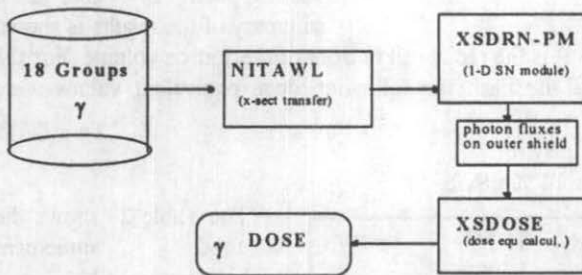 18 Groups
γ
NITAWL
(x-sect transfer)
XSDRN-PM
(1-D SN module)
photon fluxes
on outer shield
XSDOSE
(dose equ calcul, )
γ DOSE